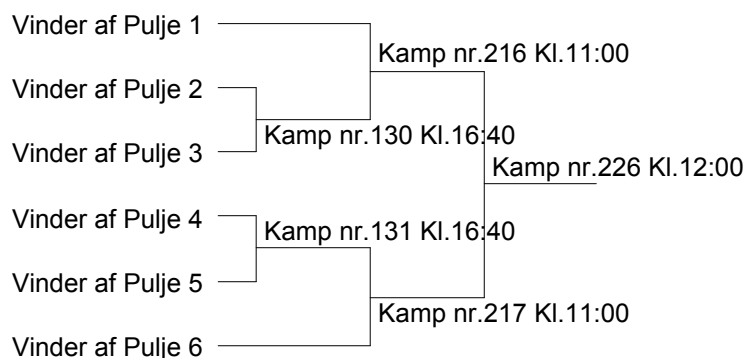 Vinder af Pulje 1
Kamp nr.216 Kl.11:00
Vinder af Pulje 2
Kamp nr.130 Kl.16:40
Vinder af Pulje 3
Kamp nr.226 Kl.12:00
Vinder af Pulje 4
Kamp nr.131 Kl.16:40
Vinder af Pulje 5
Kamp nr.217 Kl.11:00
Vinder af Pulje 6